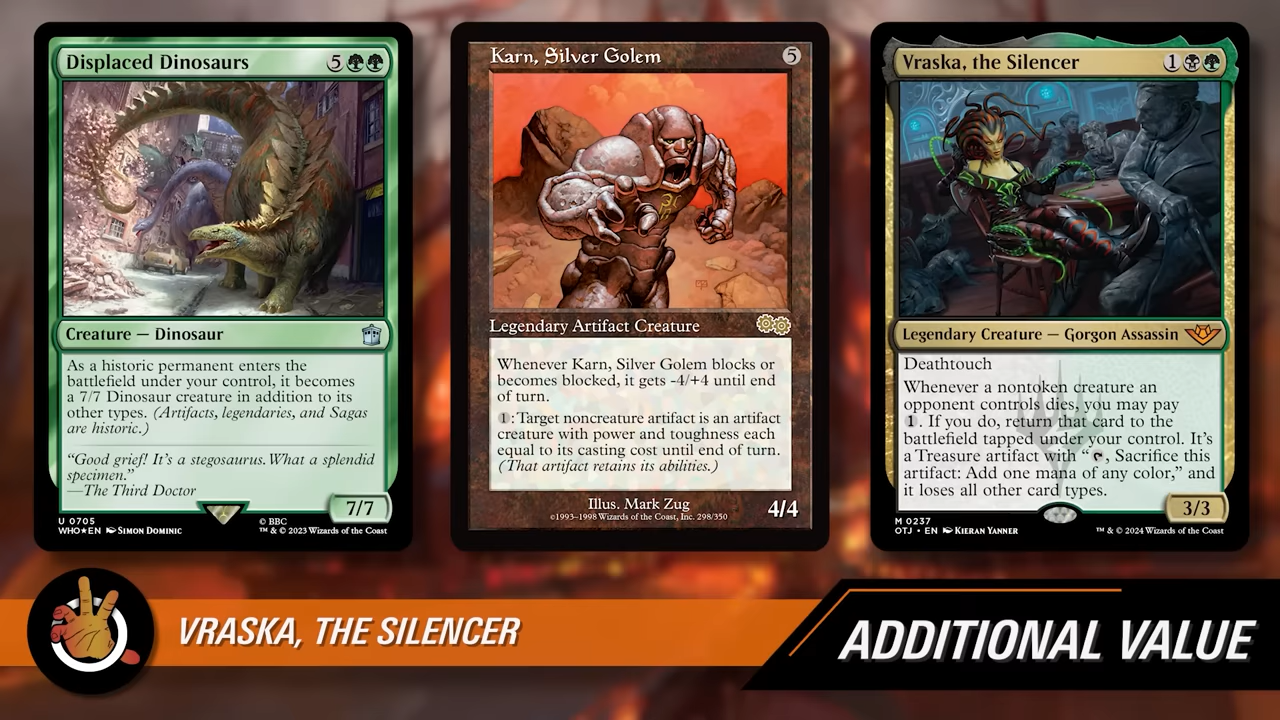 Displaced Dinosaurs 5
Creature — Dinosaur
As a historic permanent enters the
battlefield under your control, it becomes
a 7/7 Dinosaur creature in addition to its
other types. (Artifacts, legendaries, and Sagas
are historic.)
“Good grief! It’s a stegosaurus. What a splendid
specimen.”
—The Third Doctor
7/7
U 0705
WHO★EN SIMON DOMINIC
© BBC
™ & © 2023 Wizards of the Coast
Karn, Silver Golem 5
Legendary Artifact Creature
Whenever Karn, Silver Golem blocks or
becomes blocked, it gets -4/+4 until end
of turn.
1: Target noncreature artifact is an artifact
creature with power and toughness each
equal to its casting cost until end of turn.
(That artifact retains its abilities.)
Illus. Mark Zug
©1993–1998 Wizards of the Coast, Inc. 298/350
4/4
Vraska, the Silencer 1
Legendary Creature — Gorgon Assassin
Deathtouch
Whenever a nontoken creature an
opponent controls dies, you may pay
1. If you do, return that card to the
battlefield tapped under your control. It’s
a Treasure artifact with “, Sacrifice this
artifact: Add one mana of any color,” and
it loses all other card types.
3/3
M 0237
OTJ • EN KIERAN YANNER
™ & © 2024 Wizards of the Coast
VRASKA, THE SILENCER
ADDITIONAL VALUE